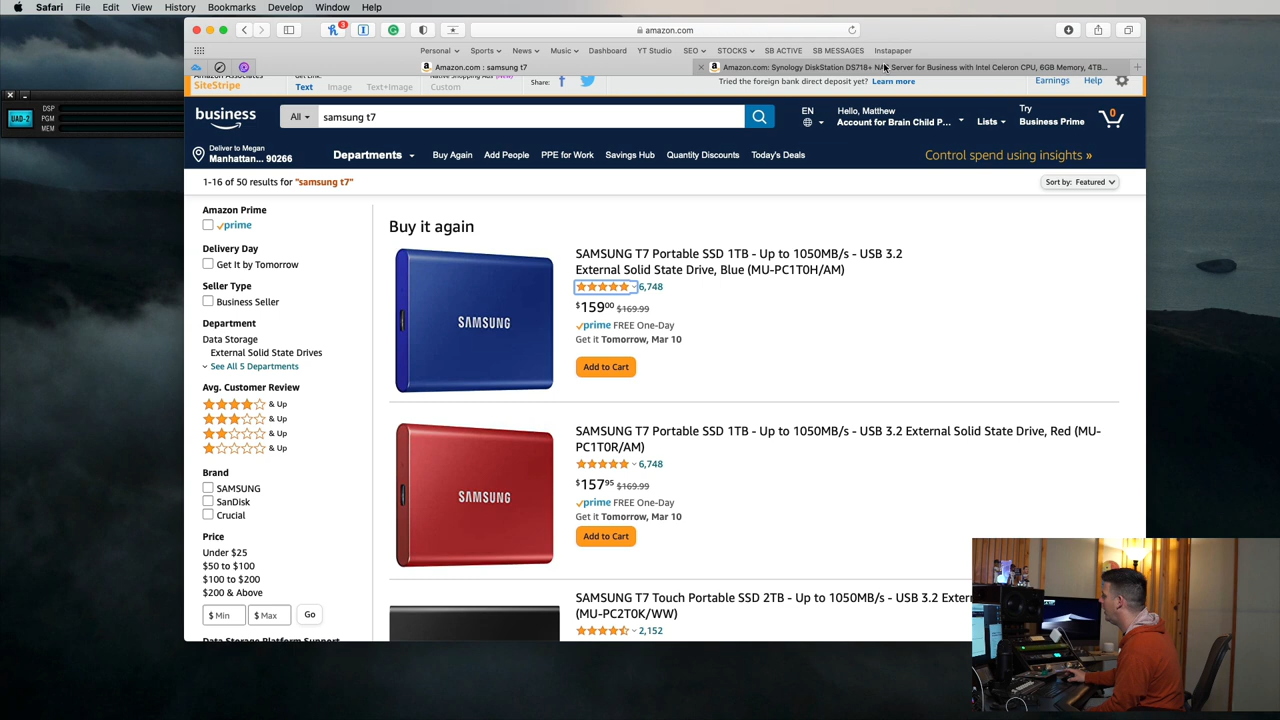 Safari File Edit View History Bookmarks Develop Window Help
3
amazon.com
Personal Sports News Music Dashboard YT Studio SEO STOCKS SB ACTIVE SB MESSAGES Instapaper
Amazon.com : samsung t7
Amazon.com: Synology DiskStation DS718+ NAS Server for Business with Intel Celeron CPU, 6GB Memory, 4TB...
SiteStripe
Text Image Text+Image Custom
Share:
Tried the foreign bank direct deposit yet? Learn more
Earnings Help
DSP
UAD-2 PGM
MEM
business
All samsung t7
EN
Hello, Matthew
Account for Brain Child P...
Lists
Try
Business Prime
0
Deliver to Megan
Manhattan... 90266
Departments Buy Again Add People PPE for Work Savings Hub Quantity Discounts Today's Deals
Control spend using insights »
1-16 of 50 results for "samsung t7"
Sort by: Featured
Amazon Prime
prime
Delivery Day
Get It by Tomorrow
Seller Type
Business Seller
Department
Data Storage
External Solid State Drives
See All 5 Departments
Avg. Customer Review
& Up
& Up
& Up
& Up
Brand
SAMSUNG
SanDisk
Crucial
Price
Under $25
$50 to $100
$100 to $200
$200 & Above
$ Min $ Max Go
Data Storage Platform Support
Buy it again
SAMSUNG
SAMSUNG T7 Portable SSD 1TB - Up to 1050MB/s - USB 3.2
External Solid State Drive, Blue (MU-PC1T0H/AM)
6,748
$159 00 $169.99
prime FREE One-Day
Get it Tomorrow, Mar 10
Add to Cart
SAMSUNG
SAMSUNG T7 Portable SSD 1TB - Up to 1050MB/s - USB 3.2 External Solid State Drive, Red (MU-
PC1T0R/AM)
6,748
$157 95 $169.99
prime FREE One-Day
Get it Tomorrow, Mar 10
Add to Cart
SAMSUNG T7 Touch Portable SSD 2TB - Up to 1050MB/s - USB 3.2 Exter
(MU-PC2T0K/WW)
2,152